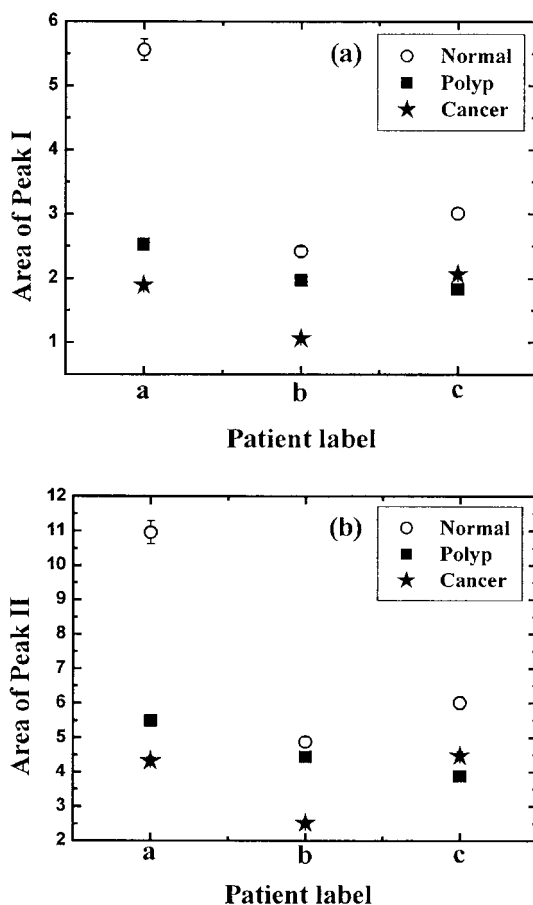 6
5
4
3
2
1
Area of Peak I
(a)
Normal
Polyp
Cancer
a
b
c
Patient label
12
11
10
9
8
7
6
5
4
3
2
Area of Peak II
(b)
Normal
Polyp
Cancer
a
b
c
Patient label